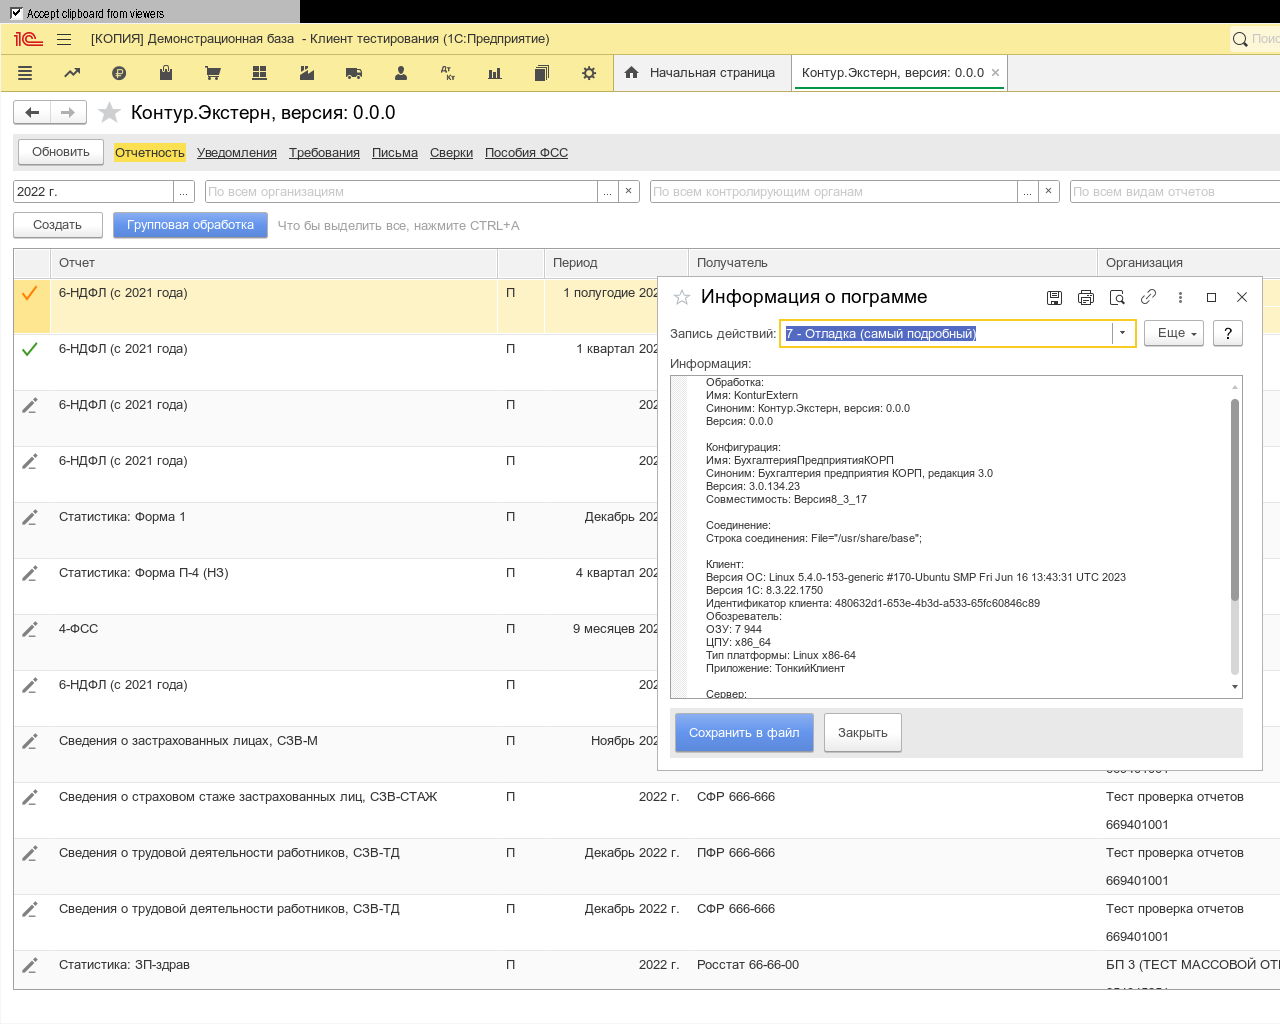 Accept clipboard from viewers
[КОПИЯ] Демонстрационная база - Клиент тестирования (1С:Предприятие)
Начальная страница
Контур.Экстерн, версия: 0.0.0 ×
Контур.Экстерн, версия: 0.0.0
Обновить Отчетность Уведомления Требования Письма Сверки Пособия ФСС
2022 г. ... По всем организациям ... × По всем контролирующим органам ... × По всем видам отчетов
Создать Групповая обработка Что бы выделить все, нажмите CTRL+A
Отчет Период Получатель Организация
6-НДФЛ (с 2021 года) П 1 полугодие 202
6-НДФЛ (с 2021 года) П 1 квартал 202
6-НДФЛ (с 2021 года) П 202
6-НДФЛ (с 2021 года) П 202
Статистика: Форма 1 П Декабрь 202
Статистика: Форма П-4 (НЗ) П 4 квартал 202
4-ФСС П 9 месяцев 202
6-НДФЛ (с 2021 года) П 202
Сведения о застрахованных лицах, СЗВ-М П Ноябрь 202
Сведения о страховом стаже застрахованных лиц, СЗВ-СТАЖ П 2022 г. СФР 666-666 Тест проверка отчетов
669401001
Сведения о трудовой деятельности работников, СЗВ-ТД П Декабрь 2022 г. ПФР 666-666 Тест проверка отчетов
669401001
Сведения о трудовой деятельности работников, СЗВ-ТД П Декабрь 2022 г. СФР 666-666 Тест проверка отчетов
669401001
Статистика: ЗП-здрав П 2022 г. Росстат 66-66-00 БП 3 (ТЕСТ МАССОВОЙ
Информация о пограмме
Запись действий: 7 - Отладка (самый подробный) Еще ?
Информация:
Обработка:
Имя: KonturExtern
Синоним: Контур.Экстерн, версия: 0.0.0
Версия: 0.0.0
Конфигурация:
Имя: БухгалтерияПредприятияКОРП
Синоним: Бухгалтерия предприятия КОРП, редакция 3.0
Версия: 3.0.134.23
Совместимость: Версия8_3_17
Соединение:
Строка соединения: File="/usr/share/base";
Клиент:
Версия ОС: Linux 5.4.0-153-generic #170-Ubuntu SMP Fri Jun 16 13:43:31 UTC 2023
Версия 1С: 8.3.22.1750
Идентификатор клиента: 480632d1-653e-4b3d-a533-65fc60846c89
Обозреватель:
ОЗУ: 7 944
ЦПУ: x86_64
Тип платформы: Linux x86-64
Приложение: ТонкийКлиент
Сервер:
Сохранить в файл Закрыть